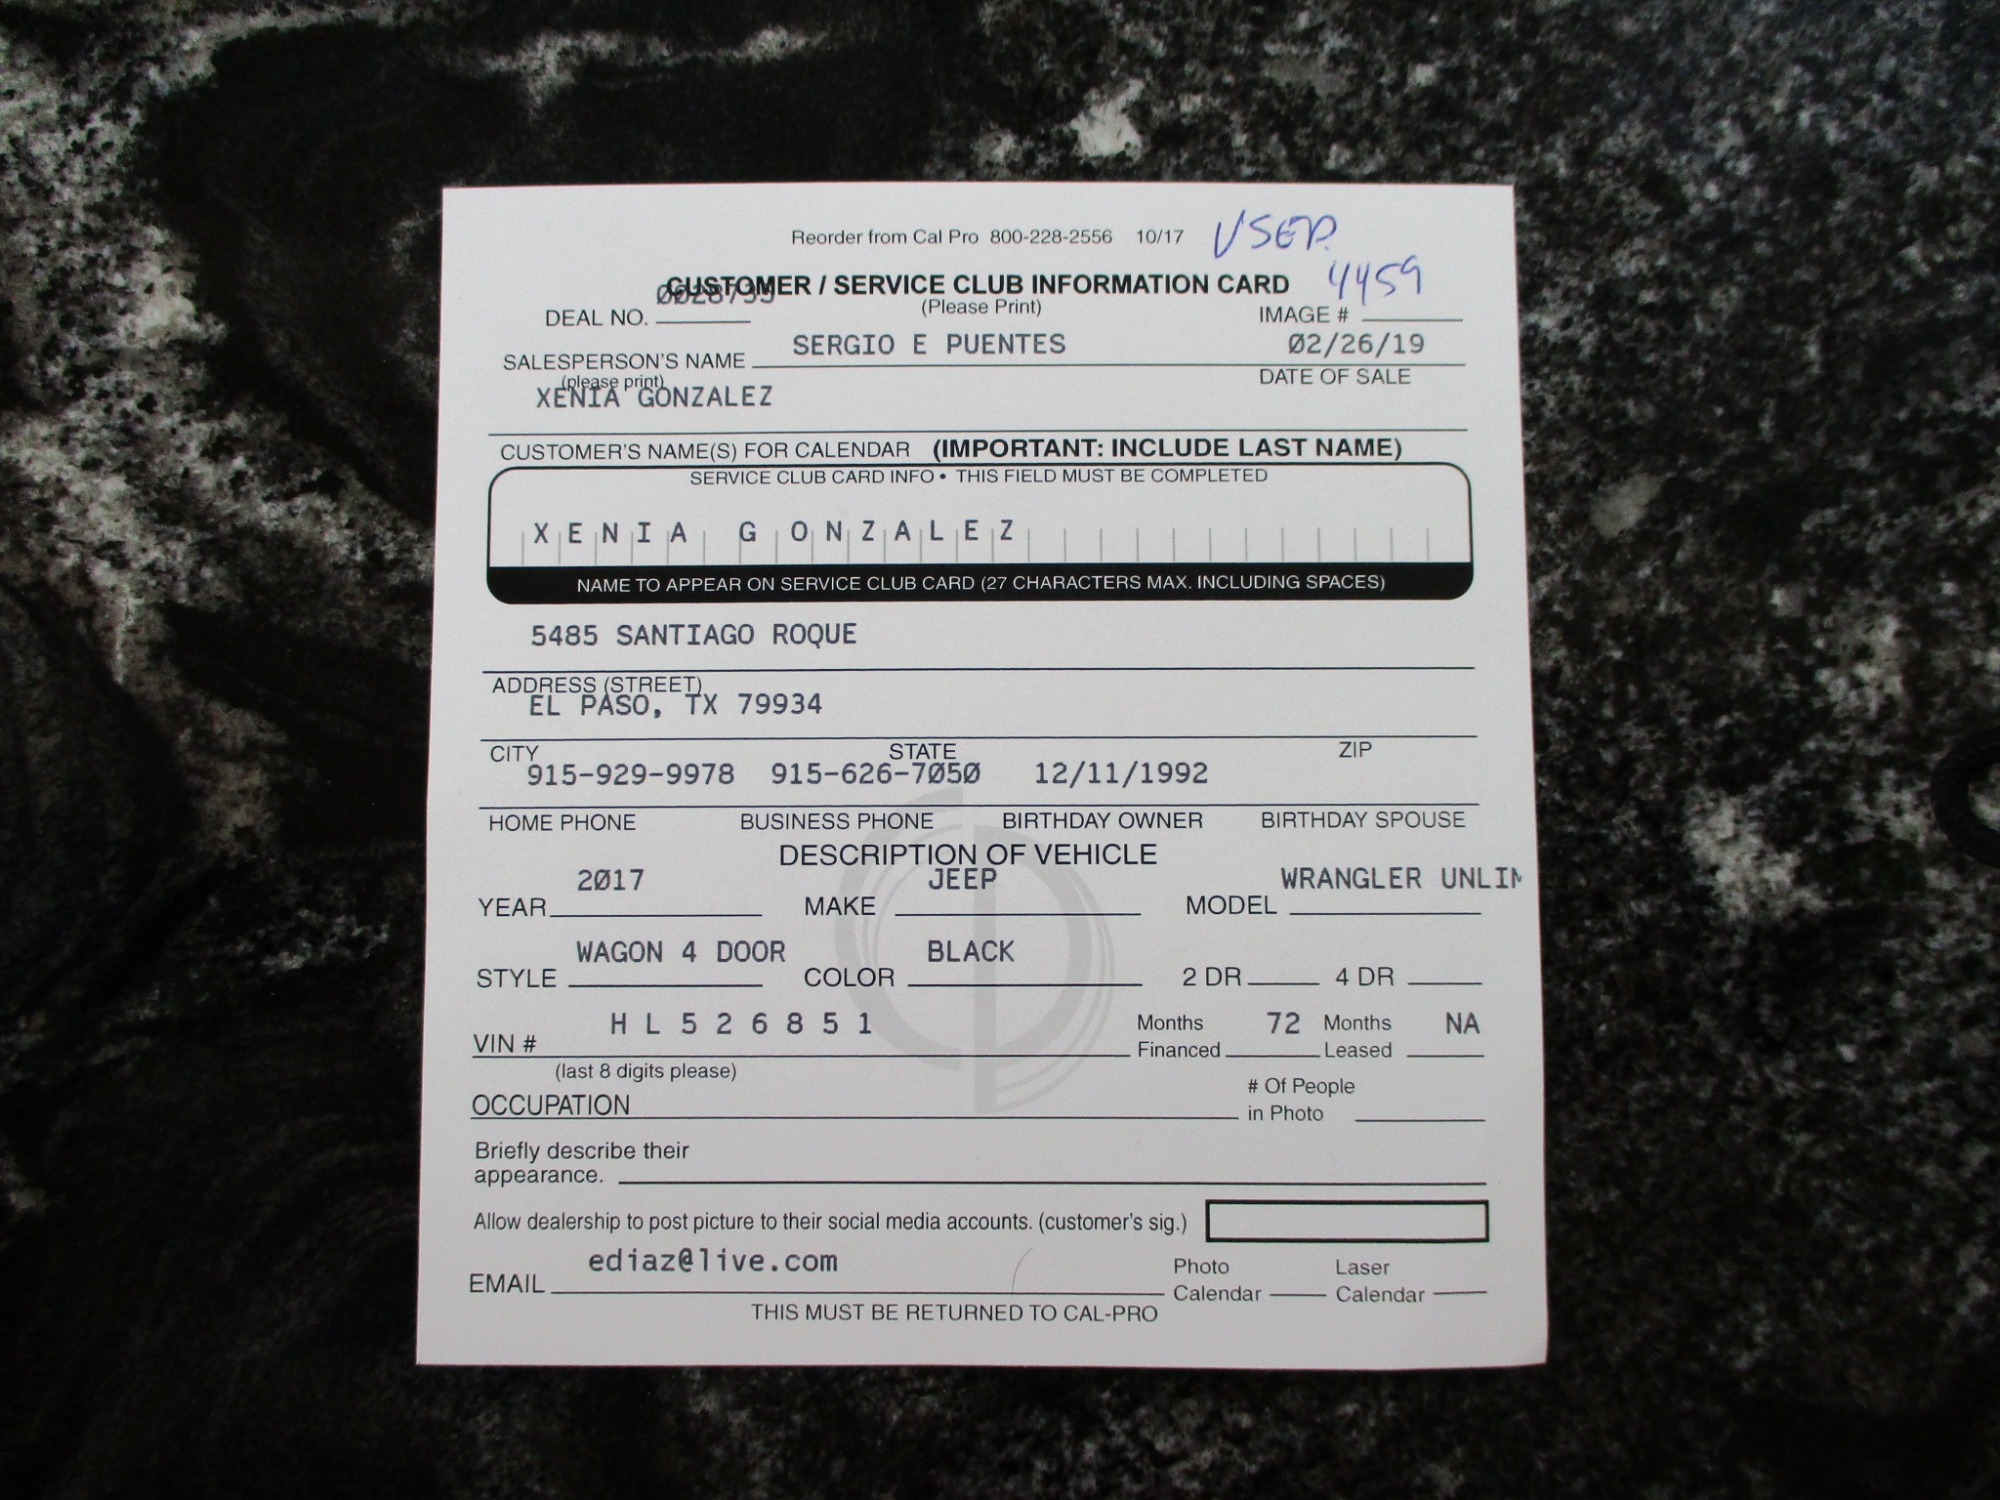 Reorder from Cal Pro 800-228-2556 10/17 USED.
CUSTOMER / SERVICE CLUB INFORMATION CARD 4459
(Please Print)
DEAL NO. IMAGE #
SERGIO E PUENTES 02/26/19
SALESPERSON'S NAME DATE OF SALE
(please print)
XENIA GONZALEZ
CUSTOMER'S NAME(S) FOR CALENDAR (IMPORTANT: INCLUDE LAST NAME)
SERVICE CLUB CARD INFO • THIS FIELD MUST BE COMPLETED
XENIA GONZALEZ
NAME TO APPEAR ON SERVICE CLUB CARD (27 CHARACTERS MAX. INCLUDING SPACES)
5485 SANTIAGO ROQUE
ADDRESS (STREET)
EL PASO, TX 79934
CITY STATE ZIP
915-929-9978 915-626-7050 12/11/1992
HOME PHONE BUSINESS PHONE BIRTHDAY OWNER BIRTHDAY SPOUSE
DESCRIPTION OF VEHICLE
2017 JEEP WRANGLER
YEAR MAKE MODEL
WAGON 4 DOOR BLACK
STYLE COLOR 2 DR 4 DR
HL526851 Months 72 Months NA
VIN # Financed Leased
(last 8 digits please)
# Of People
OCCUPATION in Photo
Briefly describe their
appearance.
Allow dealership to post picture to their social media accounts. (customer's sig.)
ediaz@live.com Photo Laser
EMAIL Calendar Calendar
THIS MUST BE RETURNED TO CAL-PRO